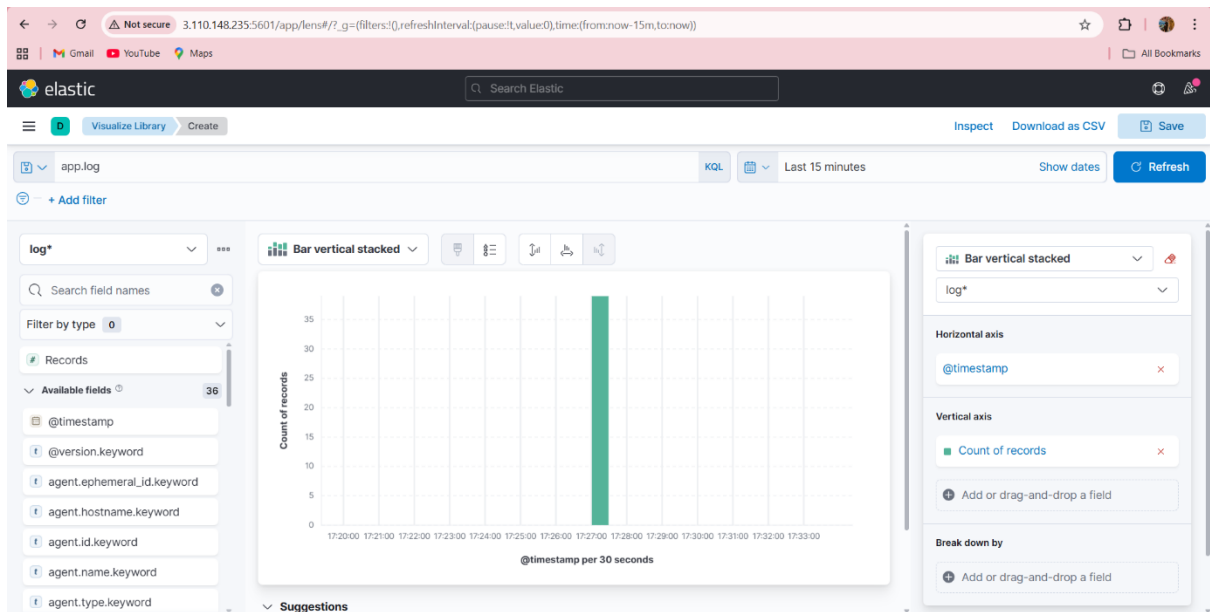 Not secure 3.110.148.235:5601/app/lens#/?_g=(filters:!(),refreshInterval:(pause:!t,value:0),time:(from:now-15m,to:now))
Gmail YouTube Maps All Bookmarks
elastic Search Elastic
D Visualize Library Create Inspect Download as CSV Save
app.log KQL Last 15 minutes Show dates Refresh
+ Add filter
log*
Search field names
Filter by type 0
# Records
Available fields 36
@timestamp
t @version.keyword
t agent.ephemeral_id.keyword
t agent.hostname.keyword
t agent.id.keyword
t agent.name.keyword
t agent.type.keyword
Bar vertical stacked
Count of records
35
30
25
20
15
10
5
0
17:20:00 17:21:00 17:22:00 17:23:00 17:24:00 17:25:00 17:26:00 17:27:00 17:28:00 17:29:00 17:30:00 17:31:00 17:32:00 17:33:00
@timestamp per 30 seconds
Suggestions
Bar vertical stacked
log*
Horizontal axis
@timestamp
Vertical axis
Count of records
Add or drag-and-drop a field
Break down by
Add or drag-and-drop a field